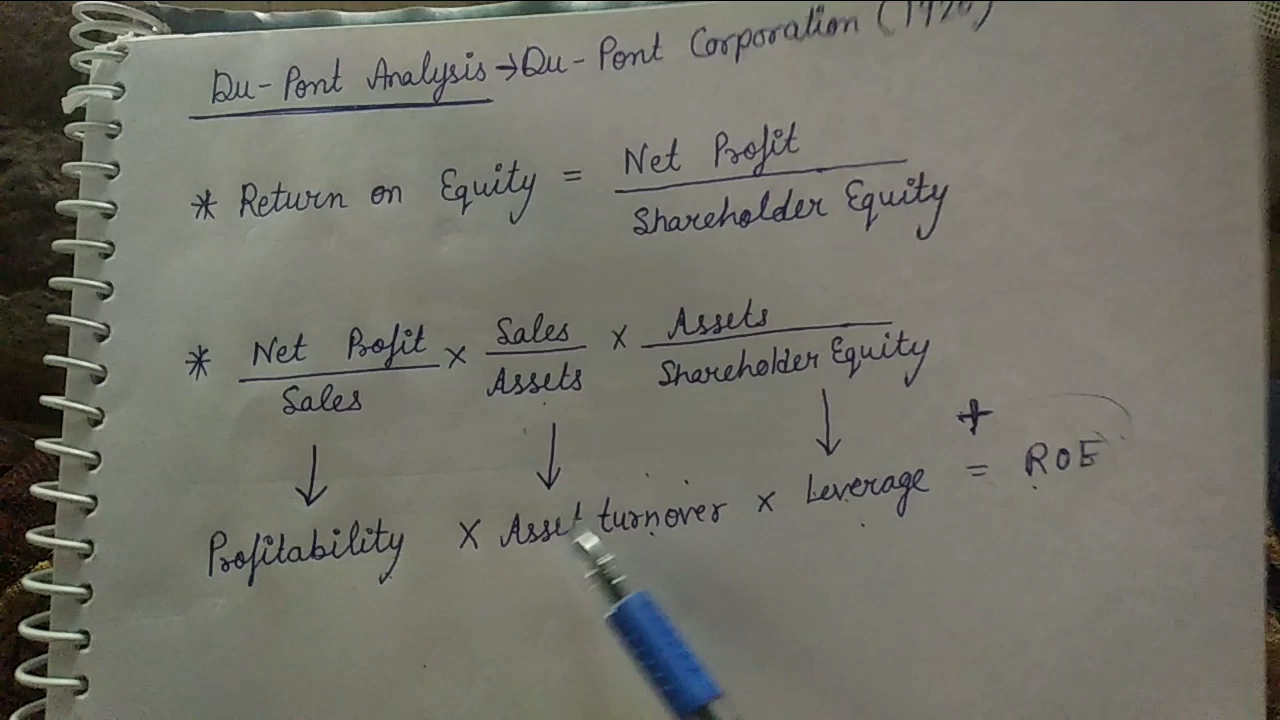 Du-Pont Analysis → Du-Pont Corporation
* Return on Equity = Net Profit
Shareholder Equity
* Net Profit × Sales × Assets
Sales Assets Shareholder Equity
+
Profitability × Asset turnover × Leverage = ROE